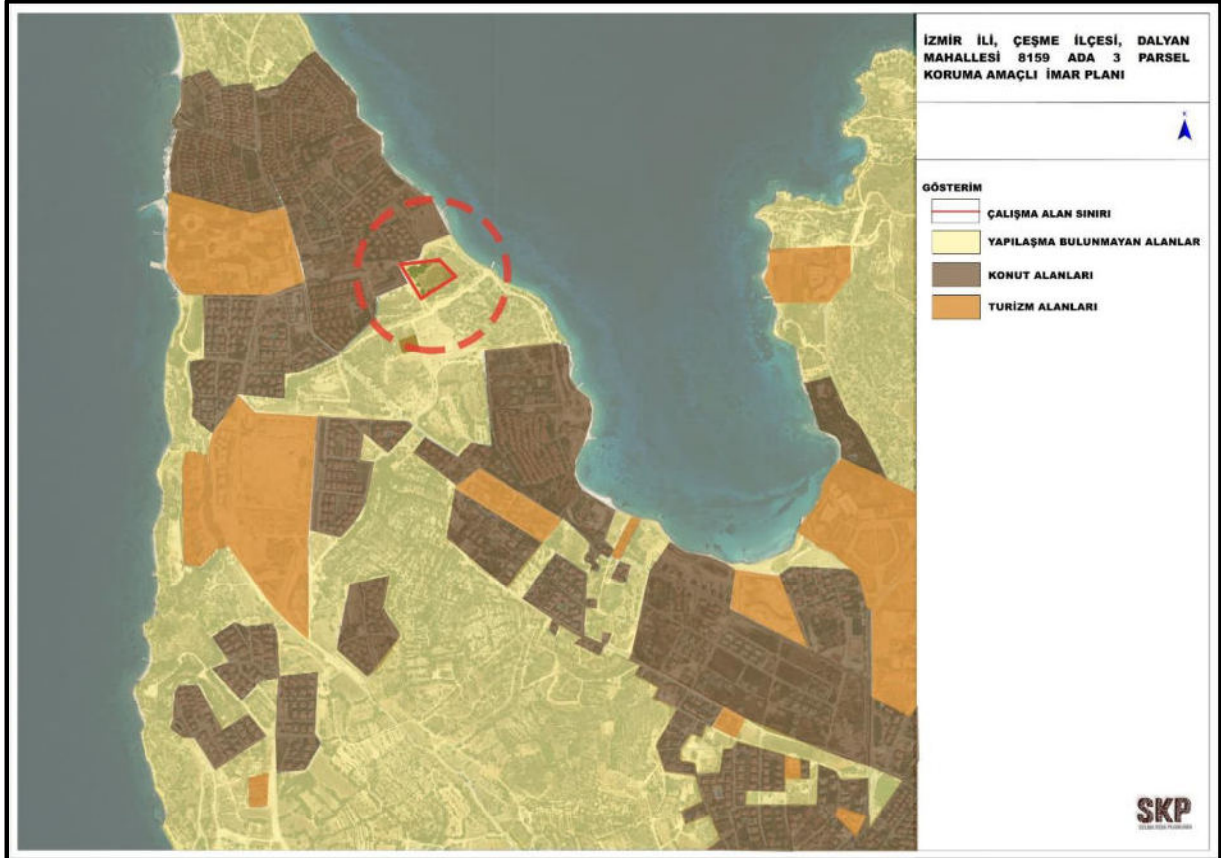 İZMİR İLİ, ÇEŞME İLÇESİ, DALYAN
MAHALLESİ 8159 ADA 3 PARSEL
KORUMA AMAÇLI İMAR PLANI
K
GÖSTERİM
ÇALIŞMA ALAN SINIRI
YAPILAŞMA BULUNMAYAN ALANLAR
KONUT ALANLARI
TURİZM ALANLARI
SKP